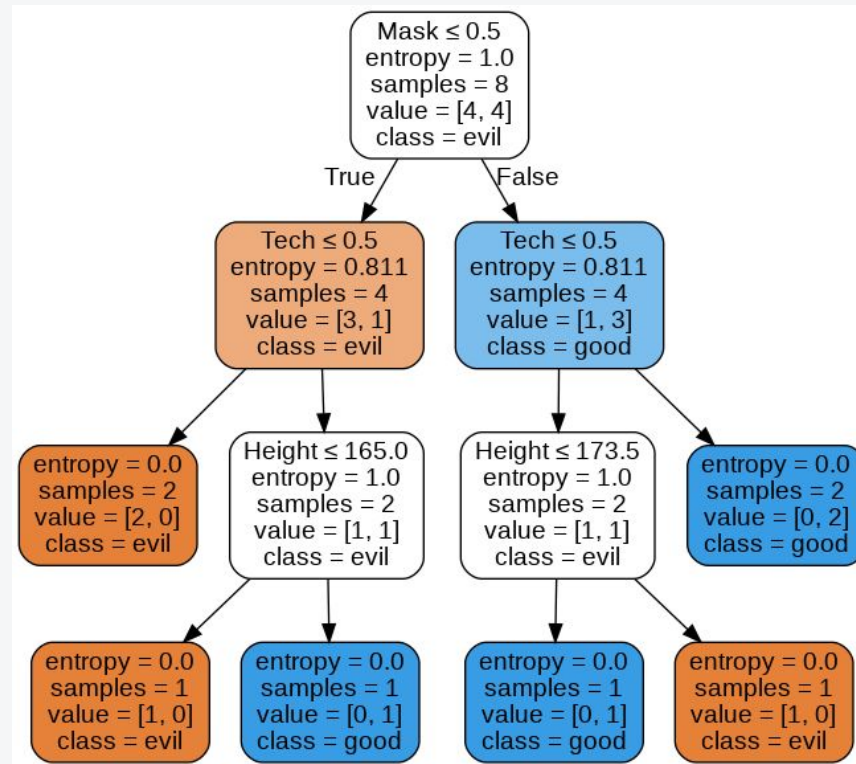 Mask ≤ 0.5
entropy = 1.0
samples = 8
value = [4, 4]
class = evil
True
False
Tech ≤ 0.5
entropy = 0.811
samples = 4
value = [3, 1]
class = evil
Tech ≤ 0.5
entropy = 0.811
samples = 4
value = [1, 3]
class = good
entropy = 0.0
samples = 2
value = [2, 0]
class = evil
Height ≤ 165.0
entropy = 1.0
samples = 2
value = [1, 1]
class = evil
Height ≤ 173.5
entropy = 1.0
samples = 2
value = [1, 1]
class = evil
entropy = 0.0
samples = 2
value = [0, 2]
class = good
entropy = 0.0
samples = 1
value = [1, 0]
class = evil
entropy = 0.0
samples = 1
value = [0, 1]
class = good
entropy = 0.0
samples = 1
value = [0, 1]
class = good
entropy = 0.0
samples = 1
value = [1, 0]
class = evil